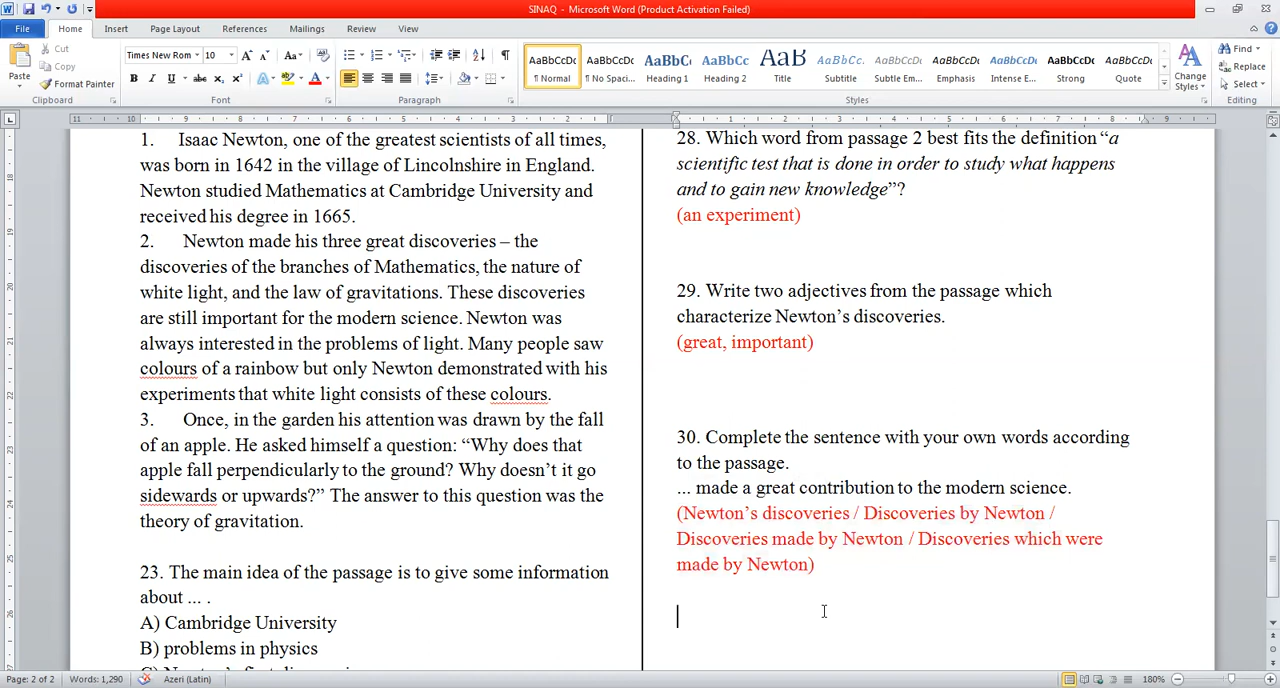 SINAQ - Microsoft Word (Product Activation Failed)
File Home Insert Page Layout References Mailings Review View
Paste
Cut
Copy
Format Painter
Clipboard
Times New Rom 10
Font
Paragraph
AaBbCcDc ¶ Normal
AaBbCcDc ¶ No Spaci...
AaBbC Heading 1
AaBbCc Heading 2
AaB Title
AaBbCc. Subtitle
AaBbCcDc Subtle Em...
AaBbCcDc Emphasis
AaBbCcDc Intense E...
AaBbCcDc Strong
AaBbCcDc Quote
Change Styles
Styles
Find
Replace
Select
Editing
1. Isaac Newton, one of the greatest scientists of all times,
was born in 1642 in the village of Lincolnshire in England.
Newton studied Mathematics at Cambridge University and
received his degree in 1665.
2. Newton made his three great discoveries – the
discoveries of the branches of Mathematics, the nature of
white light, and the law of gravitations. These discoveries
are still important for the modern science. Newton was
always interested in the problems of light. Many people saw
colours of a rainbow but only Newton demonstrated with his
experiments that white light consists of these colours.
3. Once, in the garden his attention was drawn by the fall
of an apple. He asked himself a question: “Why does that
apple fall perpendicularly to the ground? Why doesn’t it go
sidewards or upwards?” The answer to this question was the
theory of gravitation.
23. The main idea of the passage is to give some information
about ... .
A) Cambridge University
B) problems in physics
28. Which word from passage 2 best fits the definition “a
scientific test that is done in order to study what happens
and to gain new knowledge”?
(an experiment)
29. Write two adjectives from the passage which
characterize Newton’s discoveries.
(great, important)
30. Complete the sentence with your own words according
to the passage.
... made a great contribution to the modern science.
(Newton’s discoveries / Discoveries by Newton /
Discoveries made by Newton / Discoveries which were
made by Newton)
Page: 2 of 2 Words: 1,290 Azeri (Latin) 180%